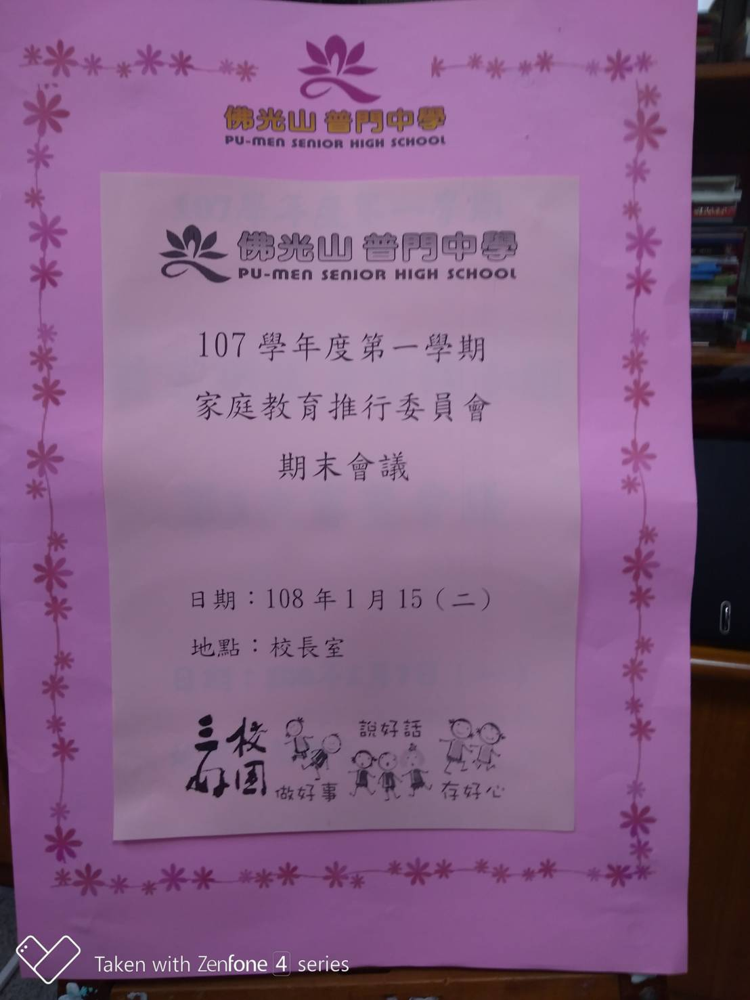 佛光山 普門中學
PU-MEN SENIOR HIGH SCHOOL
佛光山 普門中學
PU-MEN SENIOR HIGH SCHOOL
107 學年度第一學期
家庭教育推行委員會
期末會議
日期：108 年 1 月 15（二）
地點：校長室
三好校園
做好事
說好話
存好心
Taken with Zenfone 4 series